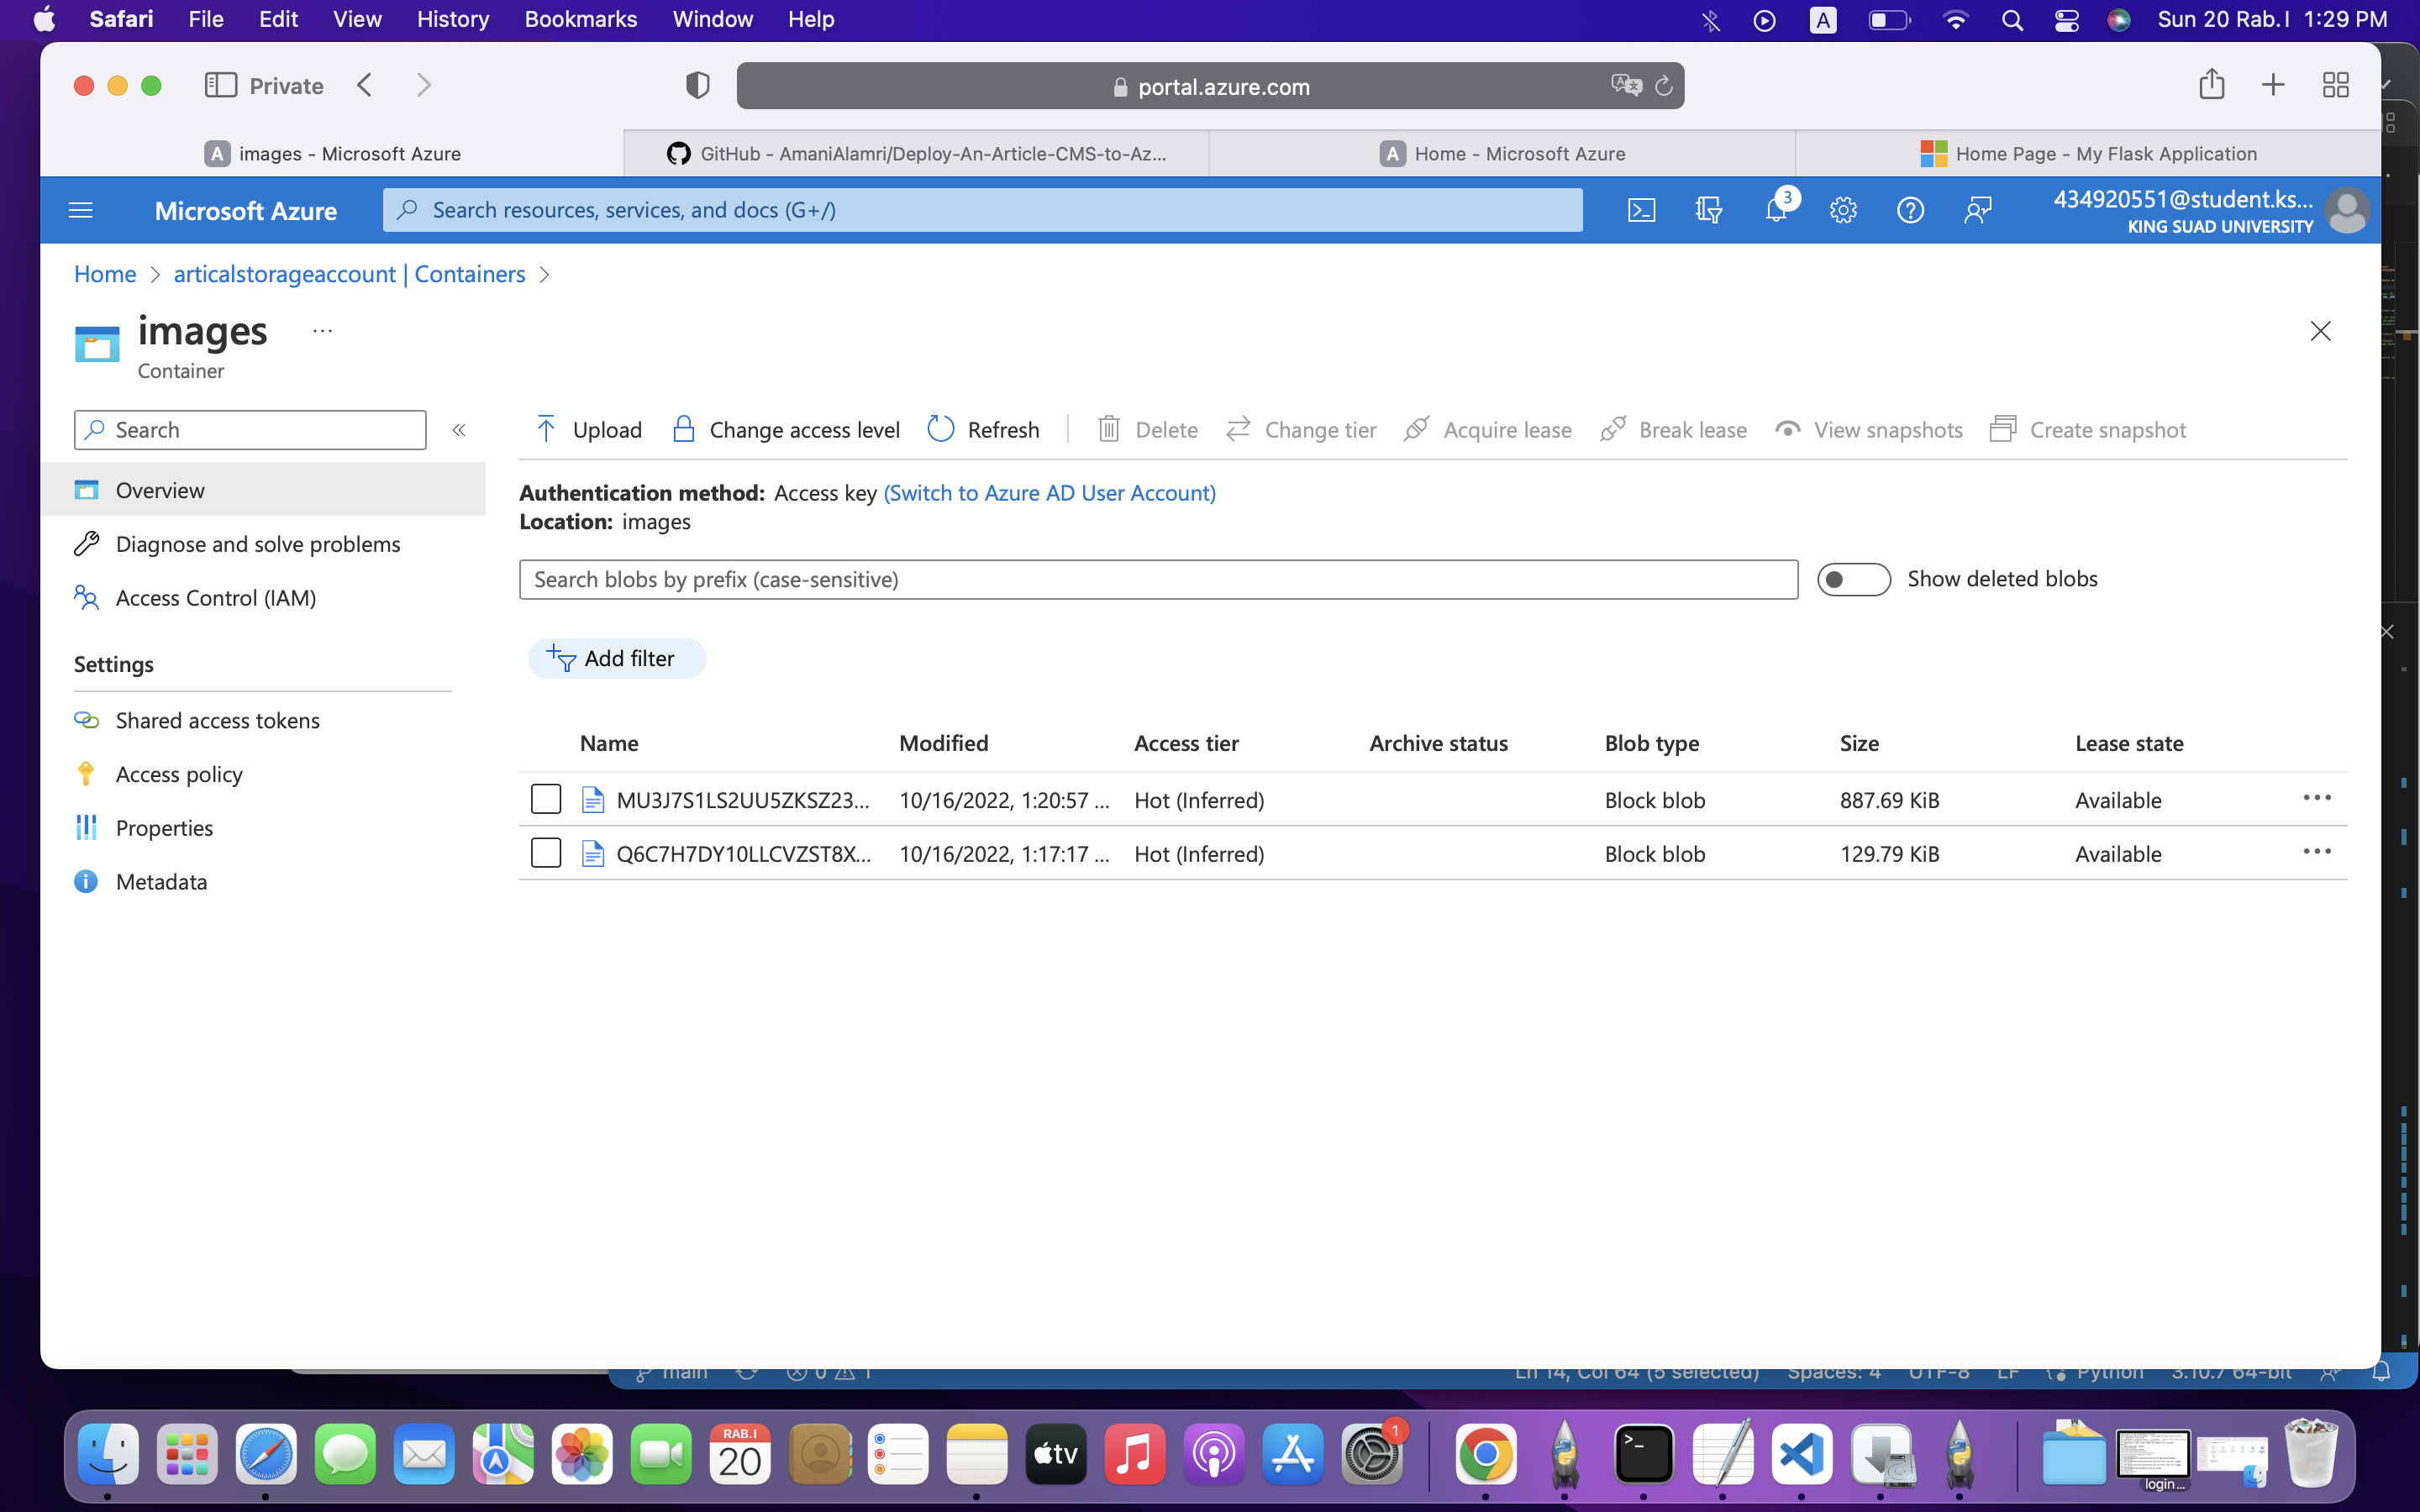 Safari File Edit View History Bookmarks Window Help A Sun 20 Rab. I 1:29 PM
Private portal.azure.com
A images - Microsoft Azure GitHub - AmaniAlamri/Deploy-An-Article-CMS-to-Az... A Home - Microsoft Azure Home Page - My Flask Application
Microsoft Azure Search resources, services, and docs (G+/) 3 434920551@student.ks...
KING SUAD UNIVERSITY
Home > articalstorageaccount | Containers >
images ...
Container
Search « Upload Change access level Refresh Delete Change tier Acquire lease Break lease View snapshots Create snapshot
Overview
Diagnose and solve problems
Access Control (IAM)
Settings
Shared access tokens
Access policy
Properties
Metadata
Authentication method: Access key (Switch to Azure AD User Account)
Location: images
Search blobs by prefix (case-sensitive) Show deleted blobs
Add filter
Name Modified Access tier Archive status Blob type Size Lease state
MU3J7S1LS2UU5ZKSZ23... 10/16/2022, 1:20:57 ... Hot (Inferred) Block blob 887.69 KiB Available ...
Q6C7H7DY10LLCVZST8X... 10/16/2022, 1:17:17 ... Hot (Inferred) Block blob 129.79 KiB Available ...
main 0 1 Ln 14, Col 64 (5 selected) Spaces: 4 UTF-8 LF Python 3.10.7 64-bit
RAB.I
20
tv
1
login...